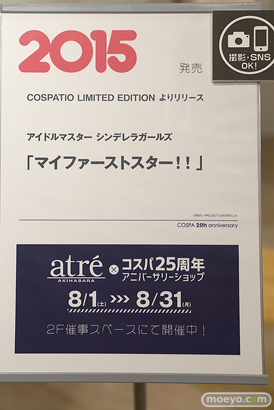 2015
発売
撮影・SNS
OK!
COSPATIO LIMITED EDITION よりリリース
アイドルマスター シンデレラガールズ
「マイファーストスター!!」
COSPA 25th anniversary
atré
AKIHABARA
×
コスパ25周年
アニバーサリーショップ
8/1(土) >>> 8/31(月)
2F催事スペースにて開催中!
moeyo.com